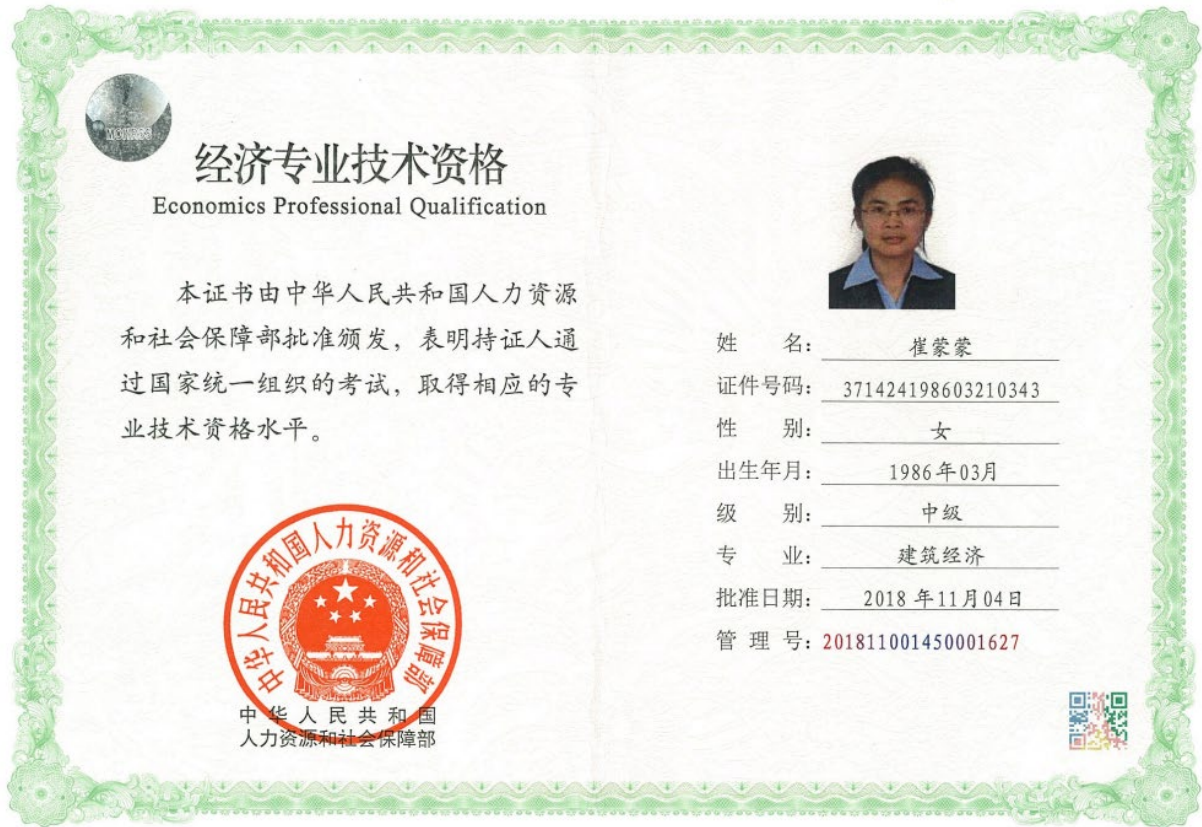 MOHRSS
经济专业技术资格
Economics Professional Qualification
本证书由中华人民共和国人力资源
和社会保障部批准颁发，表明持证人通
过国家统一组织的考试，取得相应的专
业技术资格水平。
中华人民共和国人力资源和社会保障部
中华人民共和国
人力资源和社会保障部
姓 名：崔蒙蒙
证件号码：371424198603210343
性 别：女
出生年月：1986年03月
级 别：中级
专 业：建筑经济
批准日期：2018年11月04日
管理号：201811001450001627